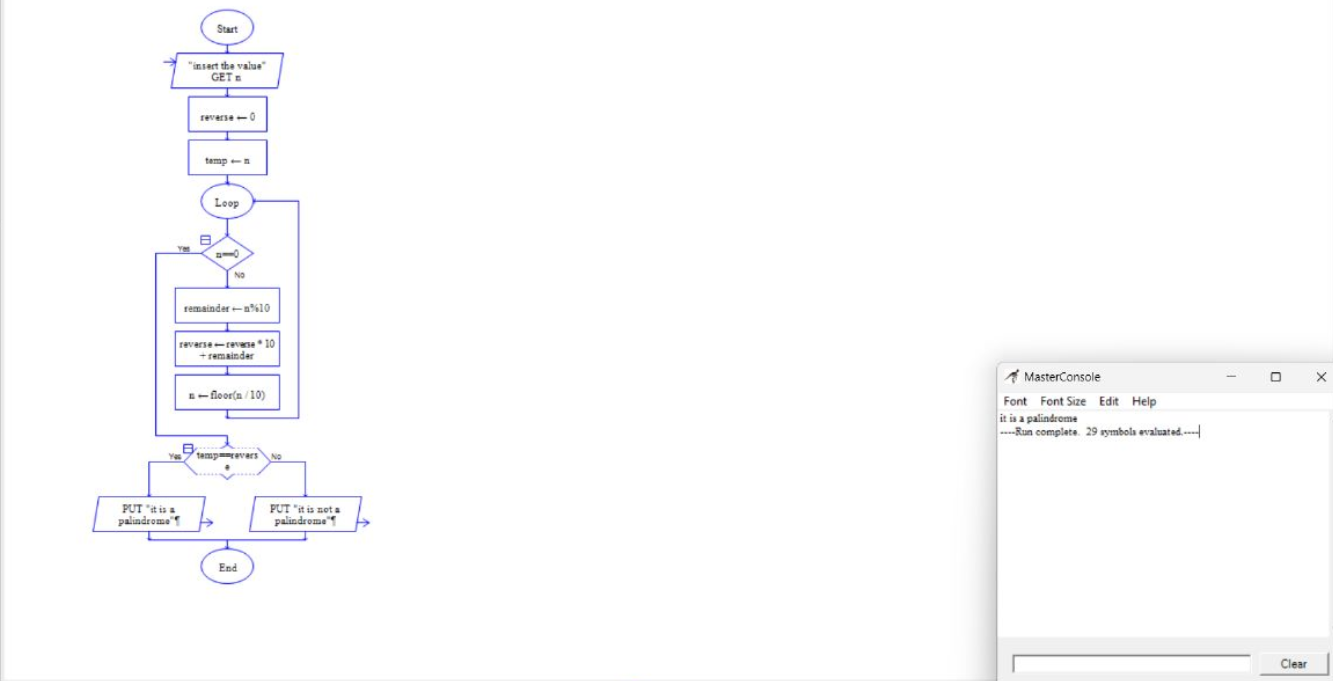 Start
"insert the value"
GET n
reverse ← 0
temp ← n
Loop
Yes
n==0
No
remainder ← n%10
reverse ← reverse * 10
+ remainder
n ← floor(n / 10)
Yes
temp==revers
e
No
PUT "it is a
palindrome"¶
PUT "it is not a
palindrome"¶
End
MasterConsole
Font Font Size Edit Help
it is a palindrome
----Run complete. 29 symbols evaluated.----
Clear